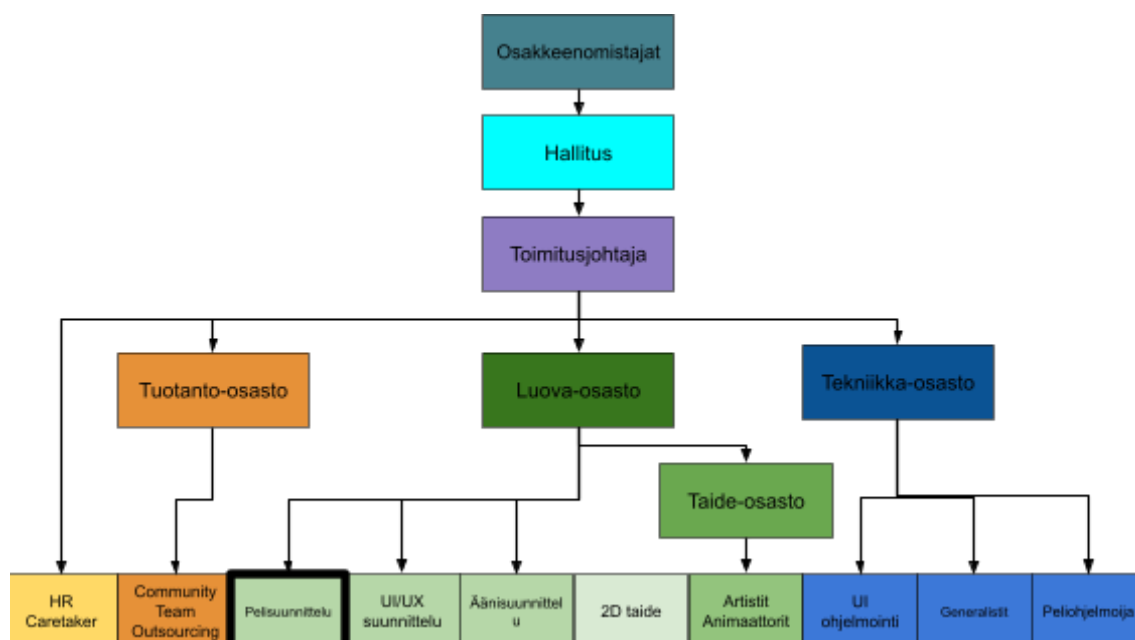 Osakkeenomistajat
Hallitus
Toimitusjohtaja
Tuotanto-osasto
Luova-osasto
Tekniikka-osasto
Taide-osasto
HR
Caretaker
Community
Team
Outsourcing
Pelisuunnittelu
UI/UX
suunnittelu
Äänisuunnittel
u
2D taide
Artistit
Animaattorit
UI
ohjelmointi
Generalistit
Peliohjelmoija